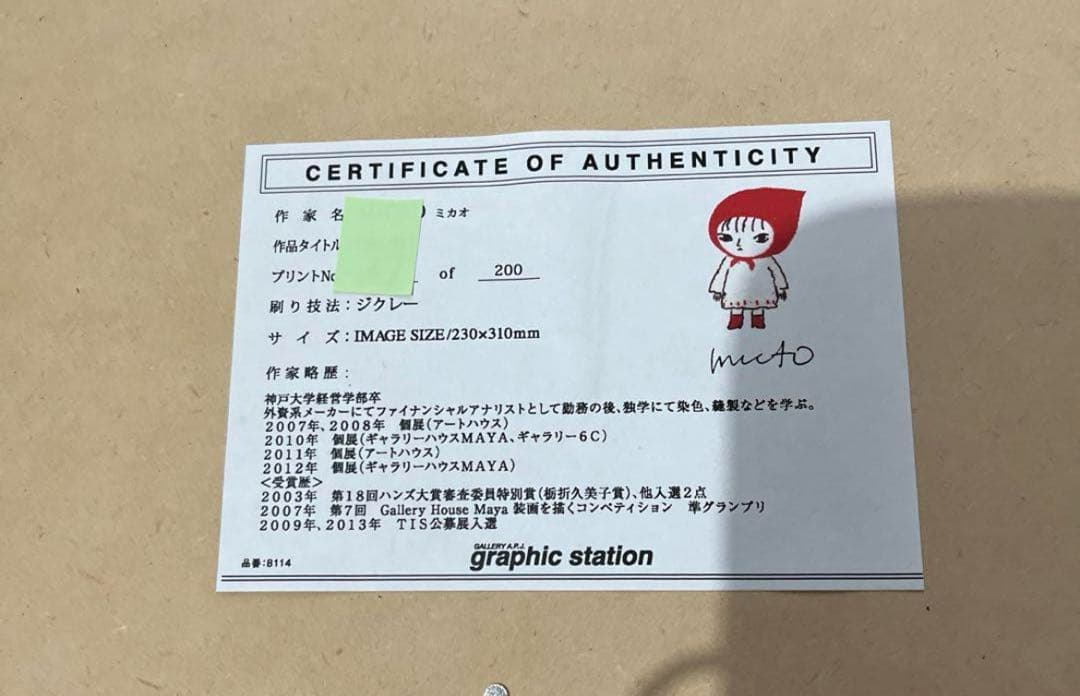 CERTIFICATE OF AUTHENTICITY
作家名 ミカオ
作品タイトル
プリントNo of 200
刷り技法：ジクレー
サイズ：IMAGE SIZE/230×310mm
作家略歴：
神戸大学経営学部卒
外資系メーカーにてファイナンシャルアナリストとして勤務の後、独学にて染色、縫製などを学ぶ。
2007年、2008年 個展（アートハウス）
2010年 個展（ギャラリーハウスMAYA、ギャラリー６C）
2011年 個展（アートハウス）
2012年 個展（ギャラリーハウスMAYA）
＜受賞歴＞
2003年 第18回ハンズ大賞審査委員特別賞（栃折久美子賞）、他入選２点
2007年 第7回 Gallery House Maya 装画を描くコンペティション 準グランプリ
2009年、2013年 TIS公募展入選
GALLERY A.P.J.
graphic station
品番：8114